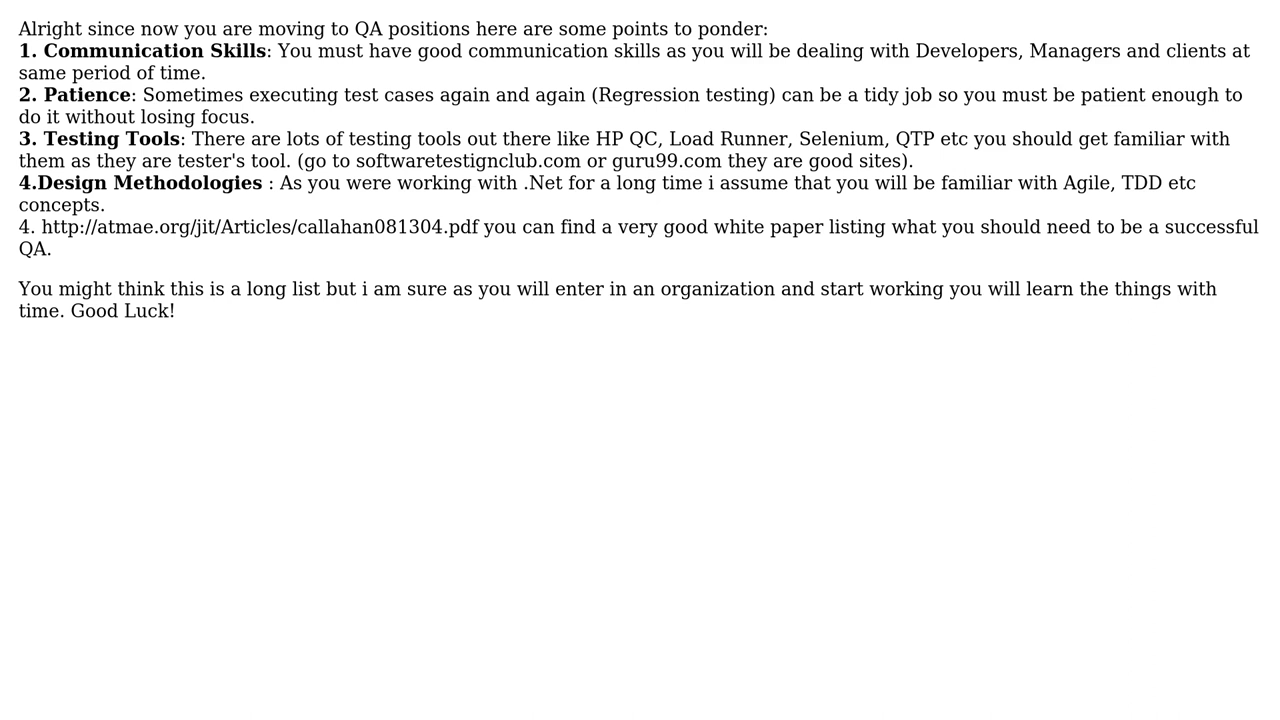 Alright since now you are moving to QA positions here are some points to ponder:
1. Communication Skills: You must have good communication skills as you will be dealing with Developers, Managers and clients at
same period of time.
2. Patience: Sometimes executing test cases again and again (Regression testing) can be a tidy job so you must be patient enough to
do it without losing focus.
3. Testing Tools: There are lots of testing tools out there like HP QC, Load Runner, Selenium, QTP etc you should get familiar with
them as they are tester's tool. (go to softwaretestignclub.com or guru99.com they are good sites).
4.Design Methodologies : As you were working with .Net for a long time i assume that you will be familiar with Agile, TDD etc
concepts.
4. http://atmae.org/jit/Articles/callahan081304.pdf you can find a very good white paper listing what you should need to be a successful
QA.
You might think this is a long list but i am sure as you will enter in an organization and start working you will learn the things with
time. Good Luck!